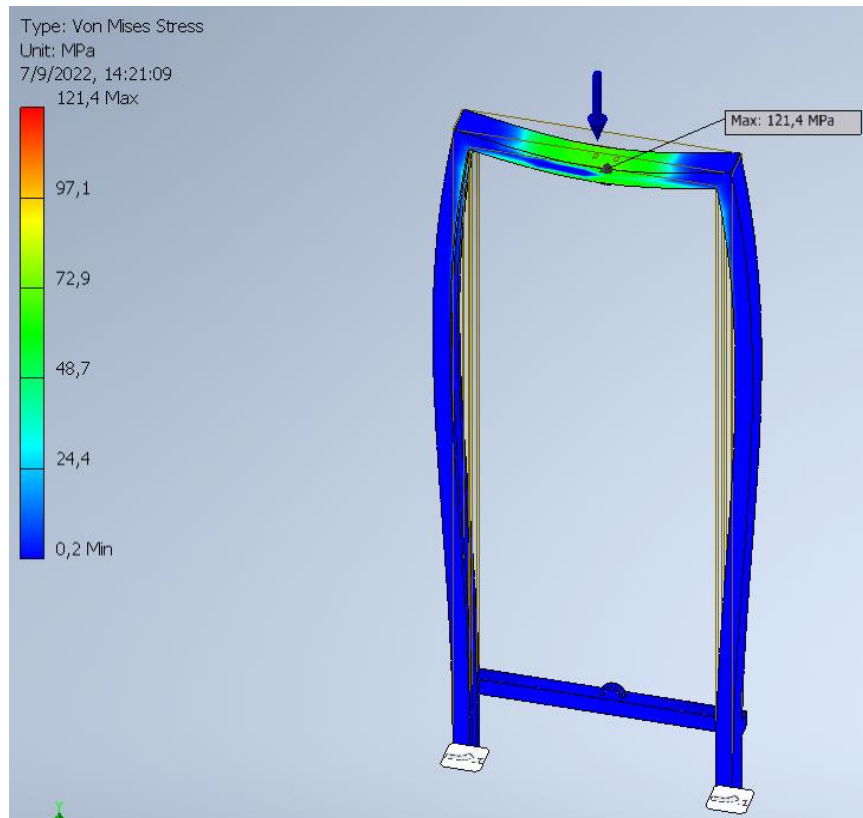 Type: Von Mises Stress
Unit: MPa
7/9/2022, 14:21:09
121,4 Max
Max: 121,4 MPa
97,1
72,9
48,7
24,4
0,2 Min
Y